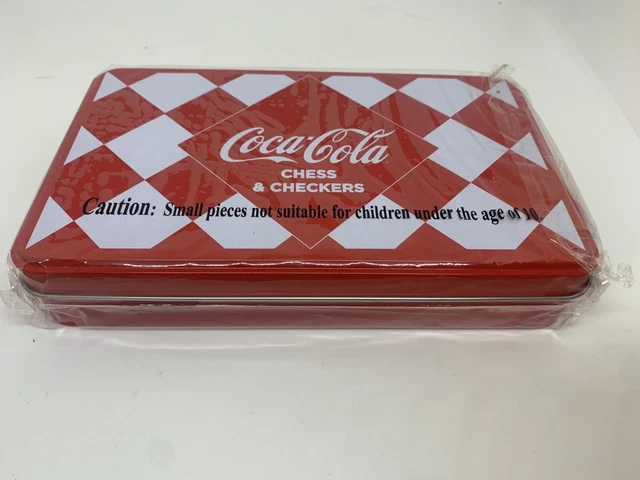 Coca-Cola
CHESS
& CHECKERS
Caution: Small pieces not suitable for children under the age of 10.